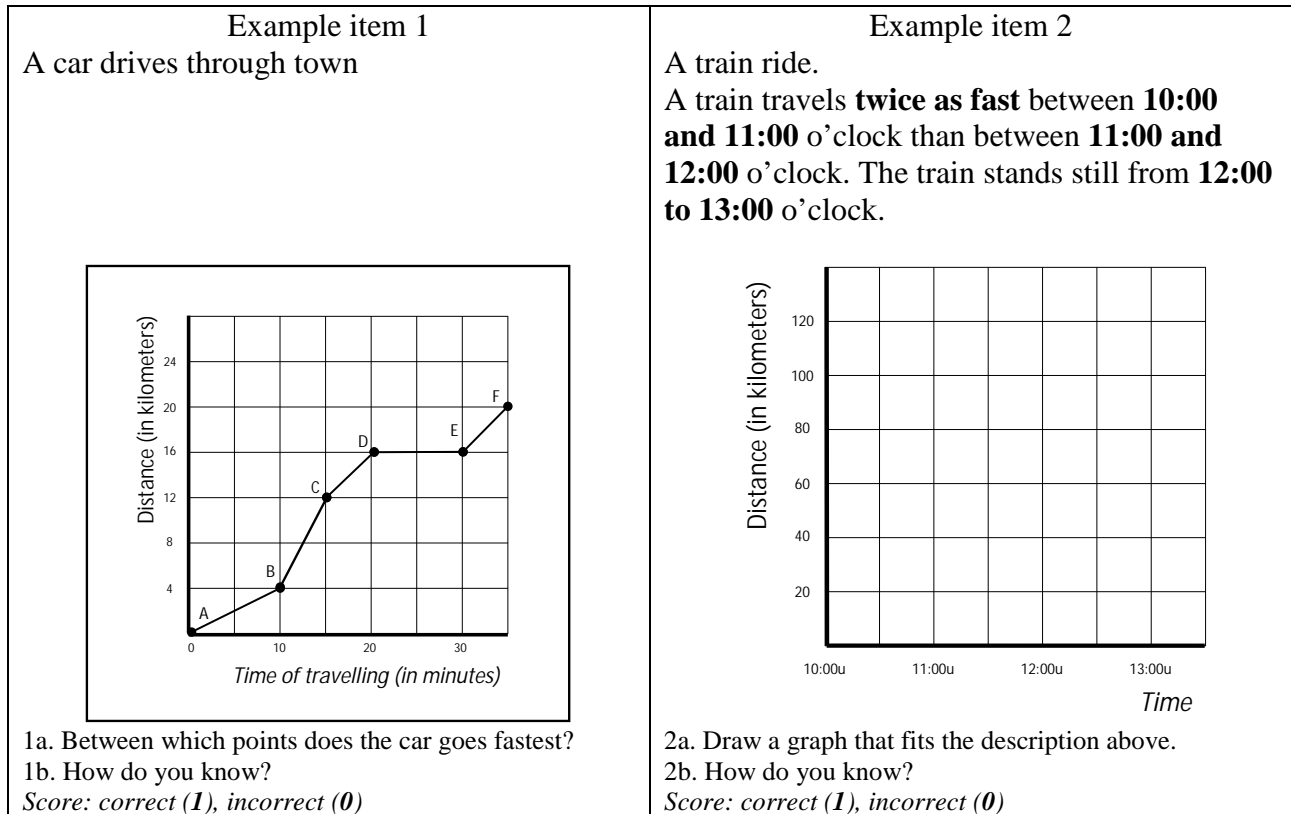 Example item 1
A car drives through town
Distance (in kilometers)
24
20
16
12
8
4
A
B
C
D
E
F
0
10
20
30
Time of travelling (in minutes)
1a. Between which points does the car goes fastest?
1b. How do you know?
Score: correct (1), incorrect (0)
Example item 2
A train ride.
A train travels twice as fast between 10:00
and 11:00 o’clock than between 11:00 and
12:00 o’clock. The train stands still from 12:00
to 13:00 o’clock.
Distance (in kilometers)
120
100
80
60
40
20
10:00u
11:00u
12:00u
13:00u
Time
2a. Draw a graph that fits the description above.
2b. How do you know?
Score: correct (1), incorrect (0)